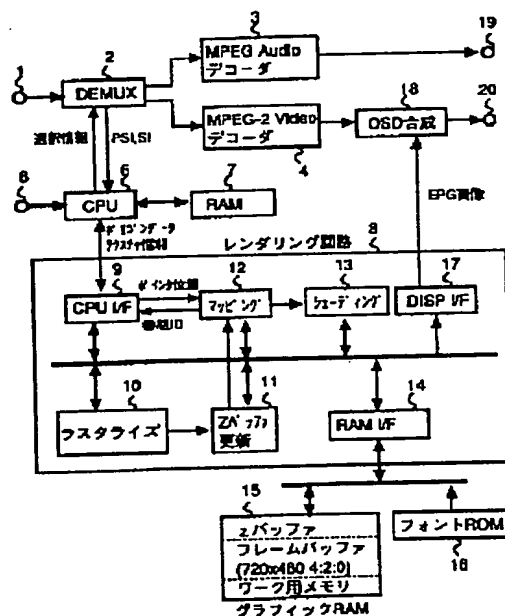 3
MPEG Audio
デコーダ
19
2
1
DEMUX
18
20
MPEG-2 Video
デコーダ
OSD合成
4
選択情報
PSI,SI
6
7
CPU
RAM
EPG画像
ポリゴンデータ
テクスチャ情報
レンダリング回路
8
9
ポインタ位置
12
13
17
CPU I/F
マッピング
シェーディング
DISP I/F
番組ID
10
11
14
ラスタライズ
Zバッファ
更新
RAM I/F
15
zバッファ
フレームバッファ
(720x480 4:2:0)
ワーク用メモリ
グラフィックRAM
フォントROM
16